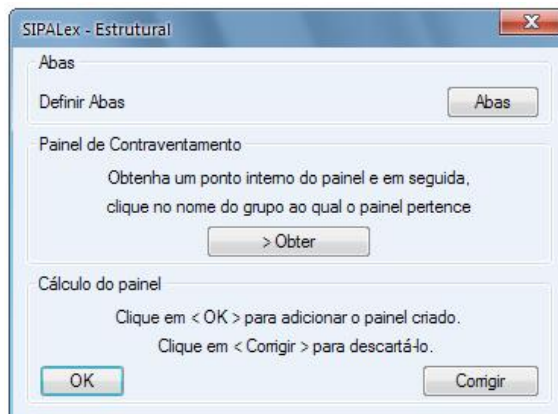 SIPALex - Estrutural
Abas
Definir Abas
Abas
Painel de Contraventamento
Obtenha um ponto interno do painel e em seguida,
clique no nome do grupo ao qual o painel pertence
> Obter
Cálculo do painel
Clique em < OK > para adicionar o painel criado.
Clique em < Corrigir > para descartá-lo.
OK
Corrigir